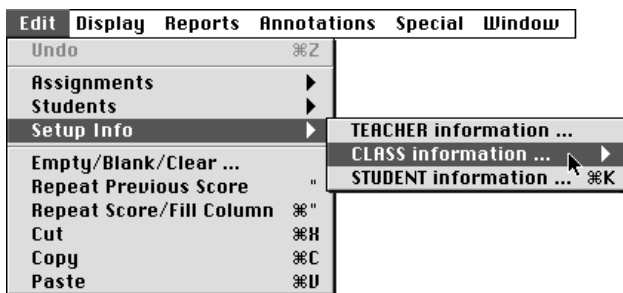 Edit Display Reports Annotations Special Window
Undo ⌘Z
Assignments
Students
Setup Info
TEACHER information ...
CLASS information ...
STUDENT information ... ⌘K
Empty/Blank/Clear ...
Repeat Previous Score "
Repeat Score/Fill Column ⌘"
Cut ⌘X
Copy ⌘C
Paste ⌘V